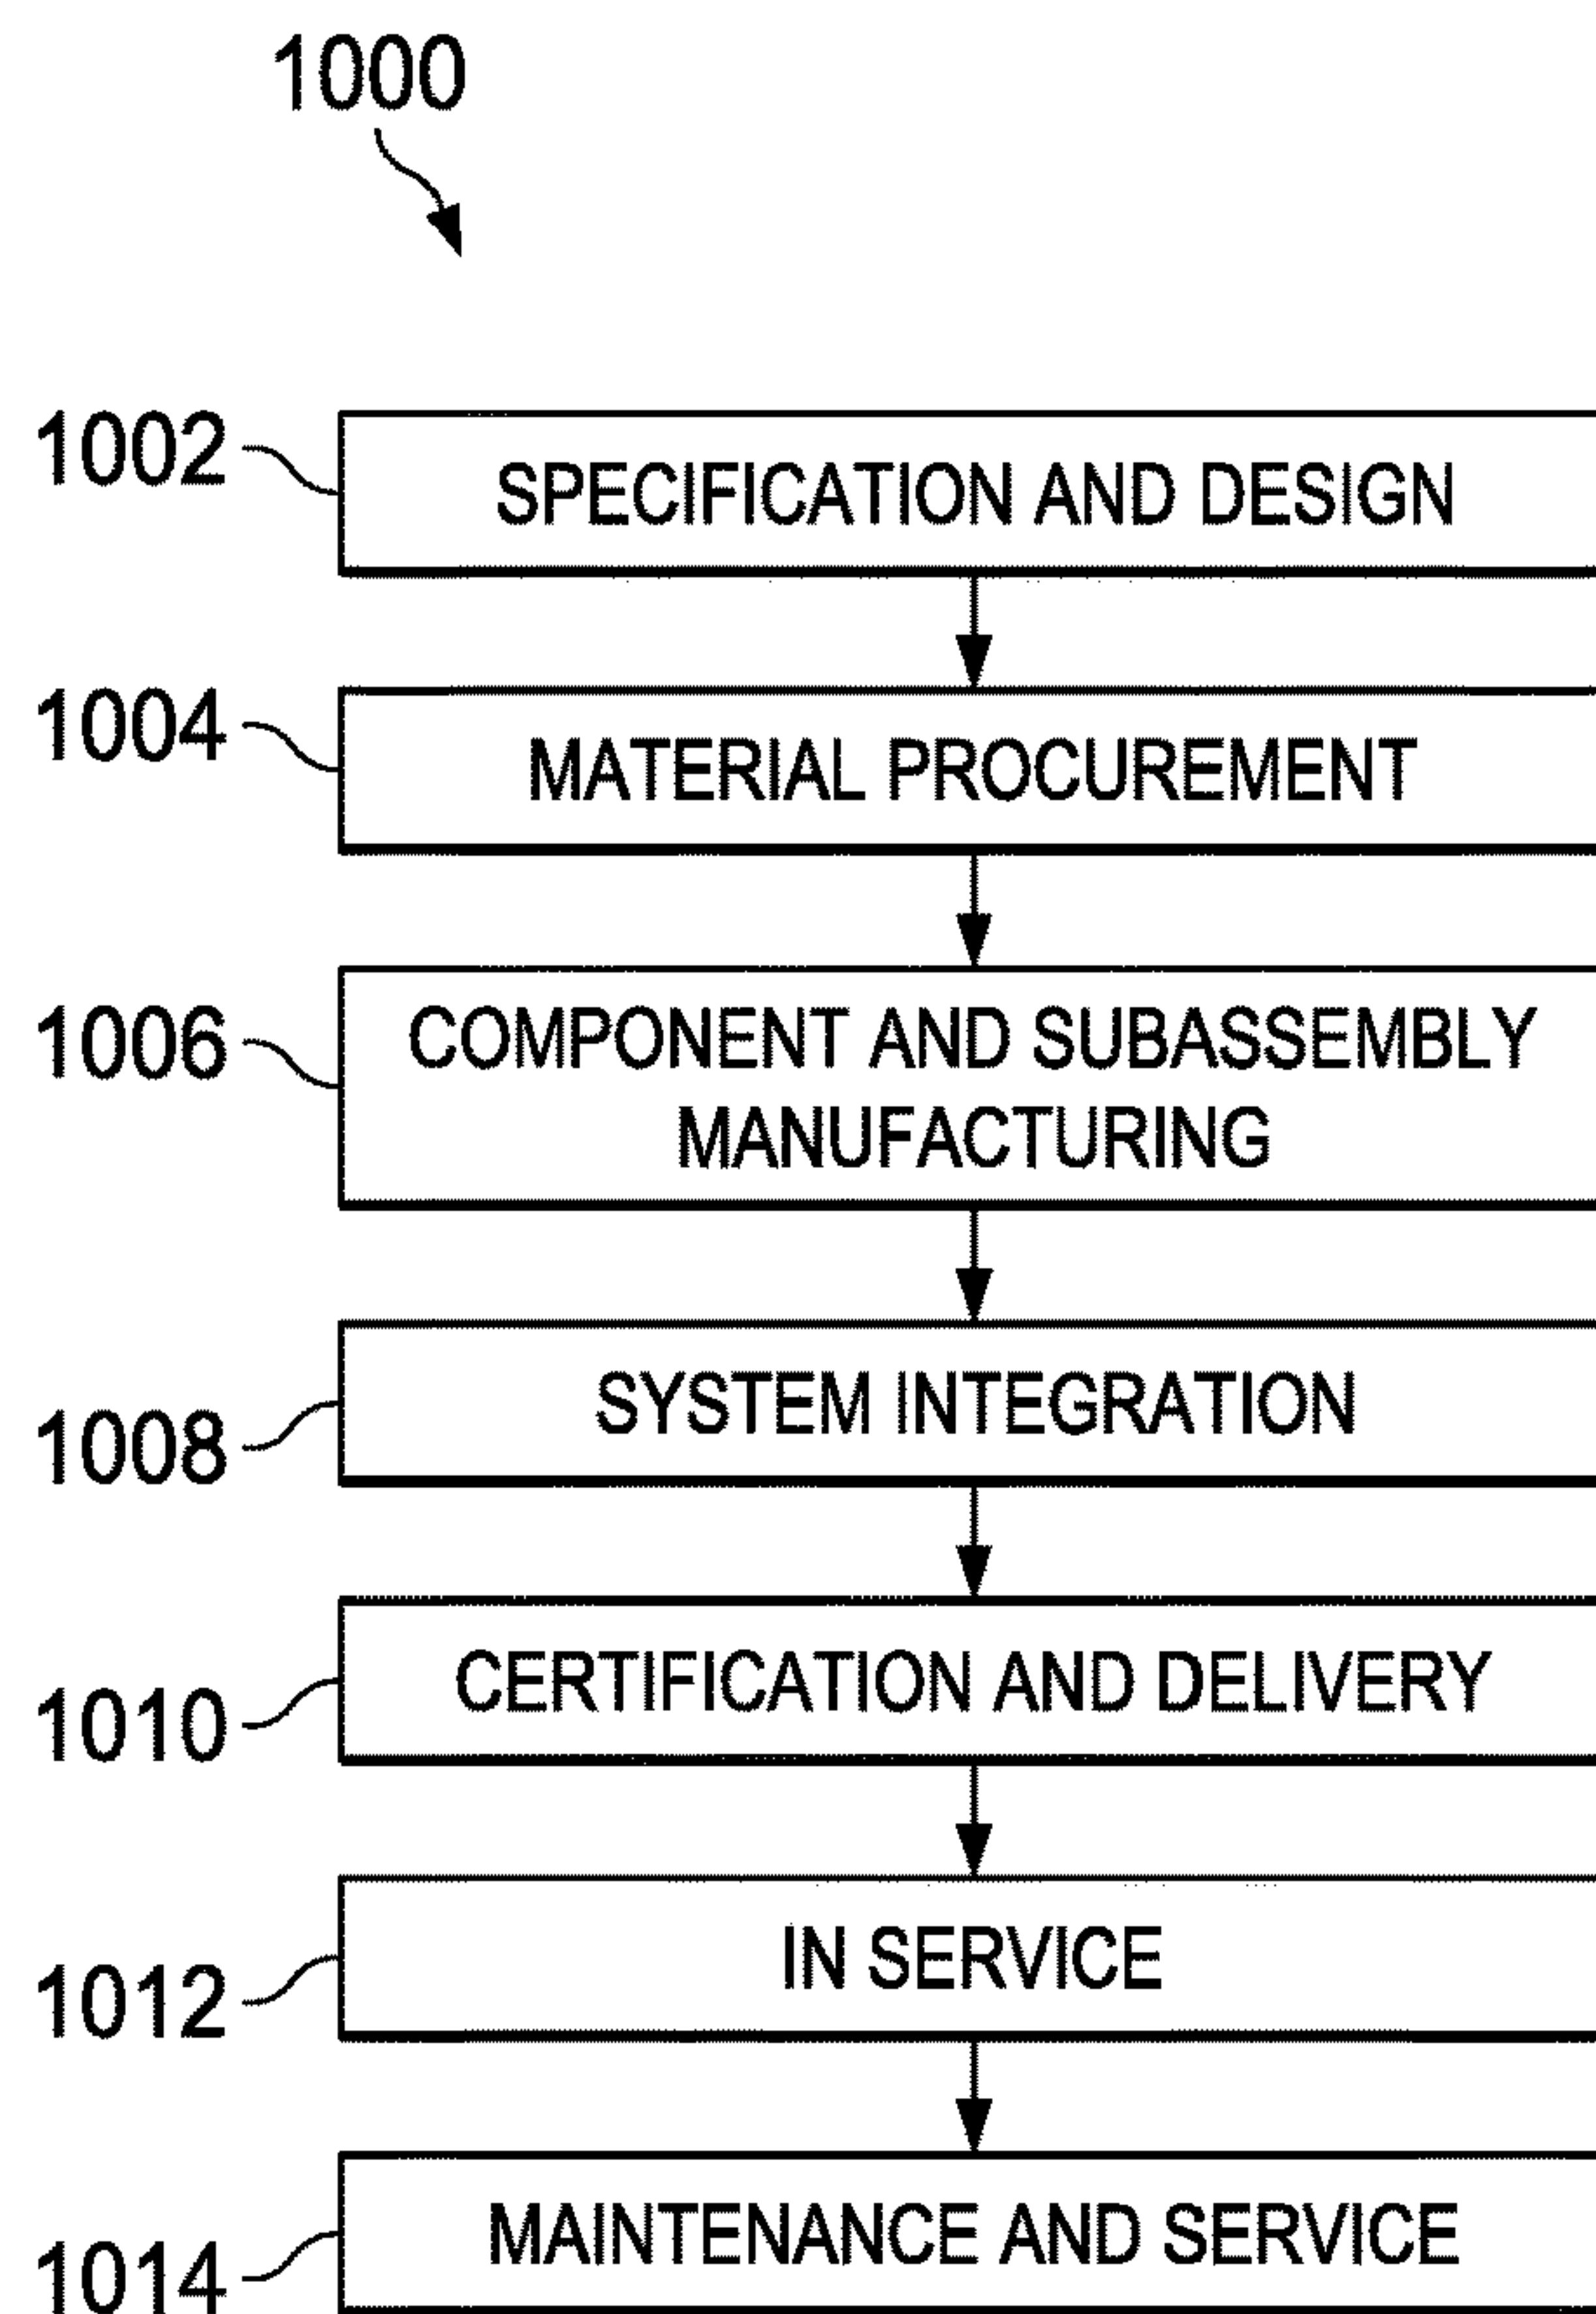 1000
1002
SPECIFICATION AND DESIGN
1004
MATERIAL PROCUREMENT
1006
COMPONENT AND SUBASSEMBLY
MANUFACTURING
1008
SYSTEM INTEGRATION
1010
CERTIFICATION AND DELIVERY
1012
IN SERVICE
1014
MAINTENANCE AND SERVICE